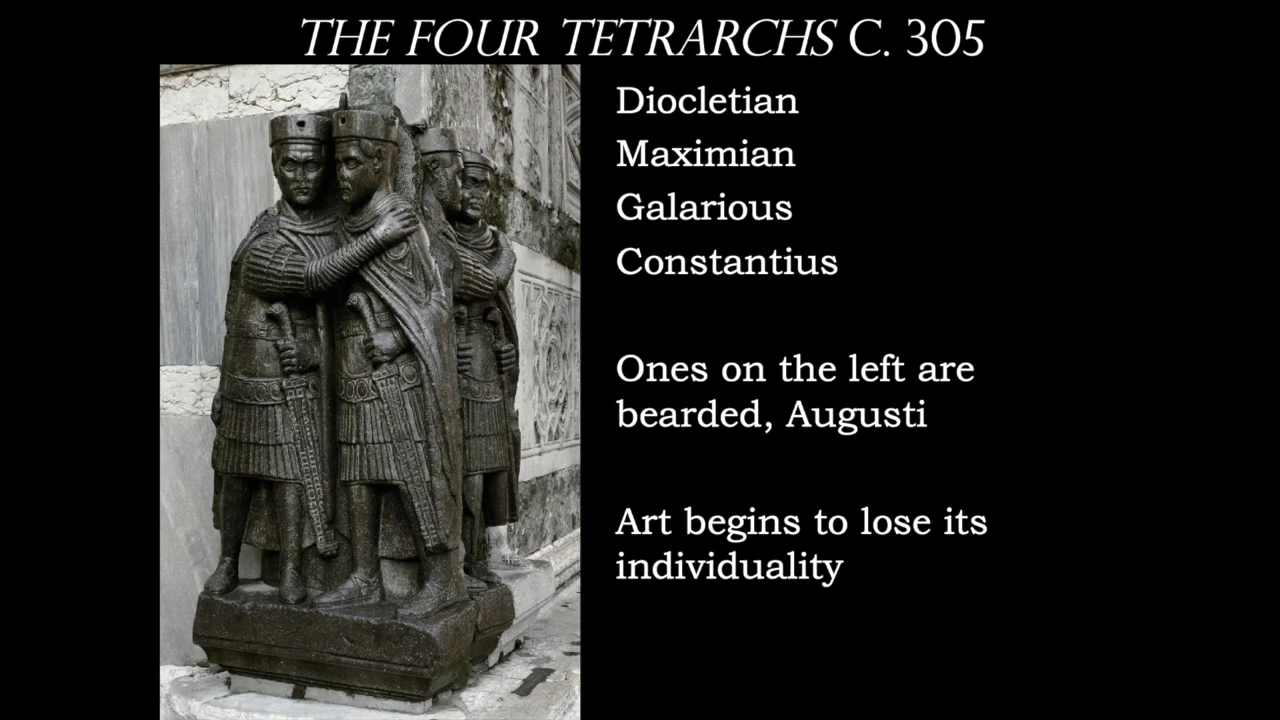 THE FOUR TETRARCHS C. 305
Diocletian
Maximian
Galarious
Constantius
Ones on the left are
bearded, Augusti
Art begins to lose its
individuality